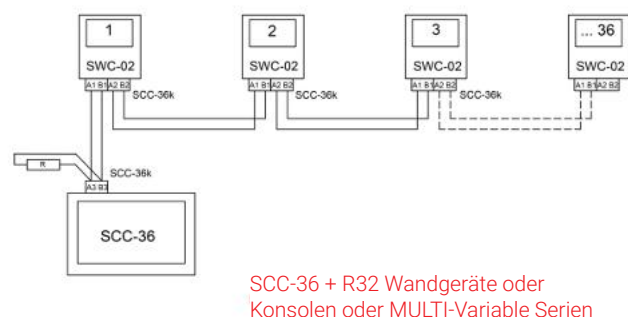 1
2
3
... 36
SWC-02
SWC-02
SWC-02
SWC-02
A1 B1 A2 B2
A1 B1 A2 B2
A1 B1 A2 B2
A1 B1 A2 B2
SCC-36k
SCC-36k
SCC-36k
R
SCC-36k
A3 B3
SCC-36
SCC-36 + R32 Wandgeräte oder
Konsolen oder MULTI-Variable Serien